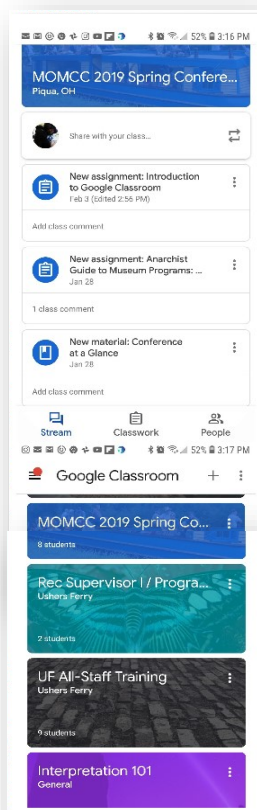 52% 3:16 PM
MOMCC 2019 Spring Confere...
Piqua, OH
Share with your class...
New assignment: Introduction
to Google Classroom
Feb 3 (Edited 2:56 PM)
Add class comment
New assignment: Anarchist
Guide to Museum Programs: ...
Jan 28
1 class comment
New material: Conference
at a Glance
Jan 28
Add class comment
Stream Classwork People
52% 3:17 PM
Google Classroom
MOMCC 2019 Spring Co...
8 students
Rec Supervisor I / Progra...
Ushers Ferry
2 students
UF All-Staff Training
Ushers Ferry
9 students
Interpretation 101
General